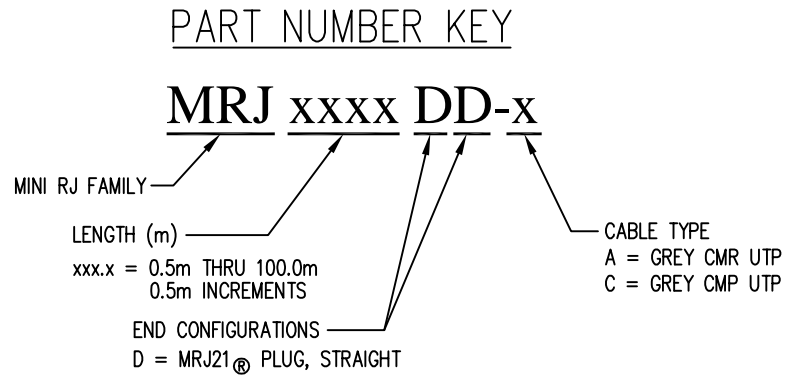 PART NUMBER KEY
MRJ xxxx DD-x
MINI RJ FAMILY
LENGTH (m)
xxx.x = 0.5m THRU 100.0m
0.5m INCREMENTS
END CONFIGURATIONS
D = MRJ21® PLUG, STRAIGHT
CABLE TYPE
A = GREY CMR UTP
C = GREY CMP UTP